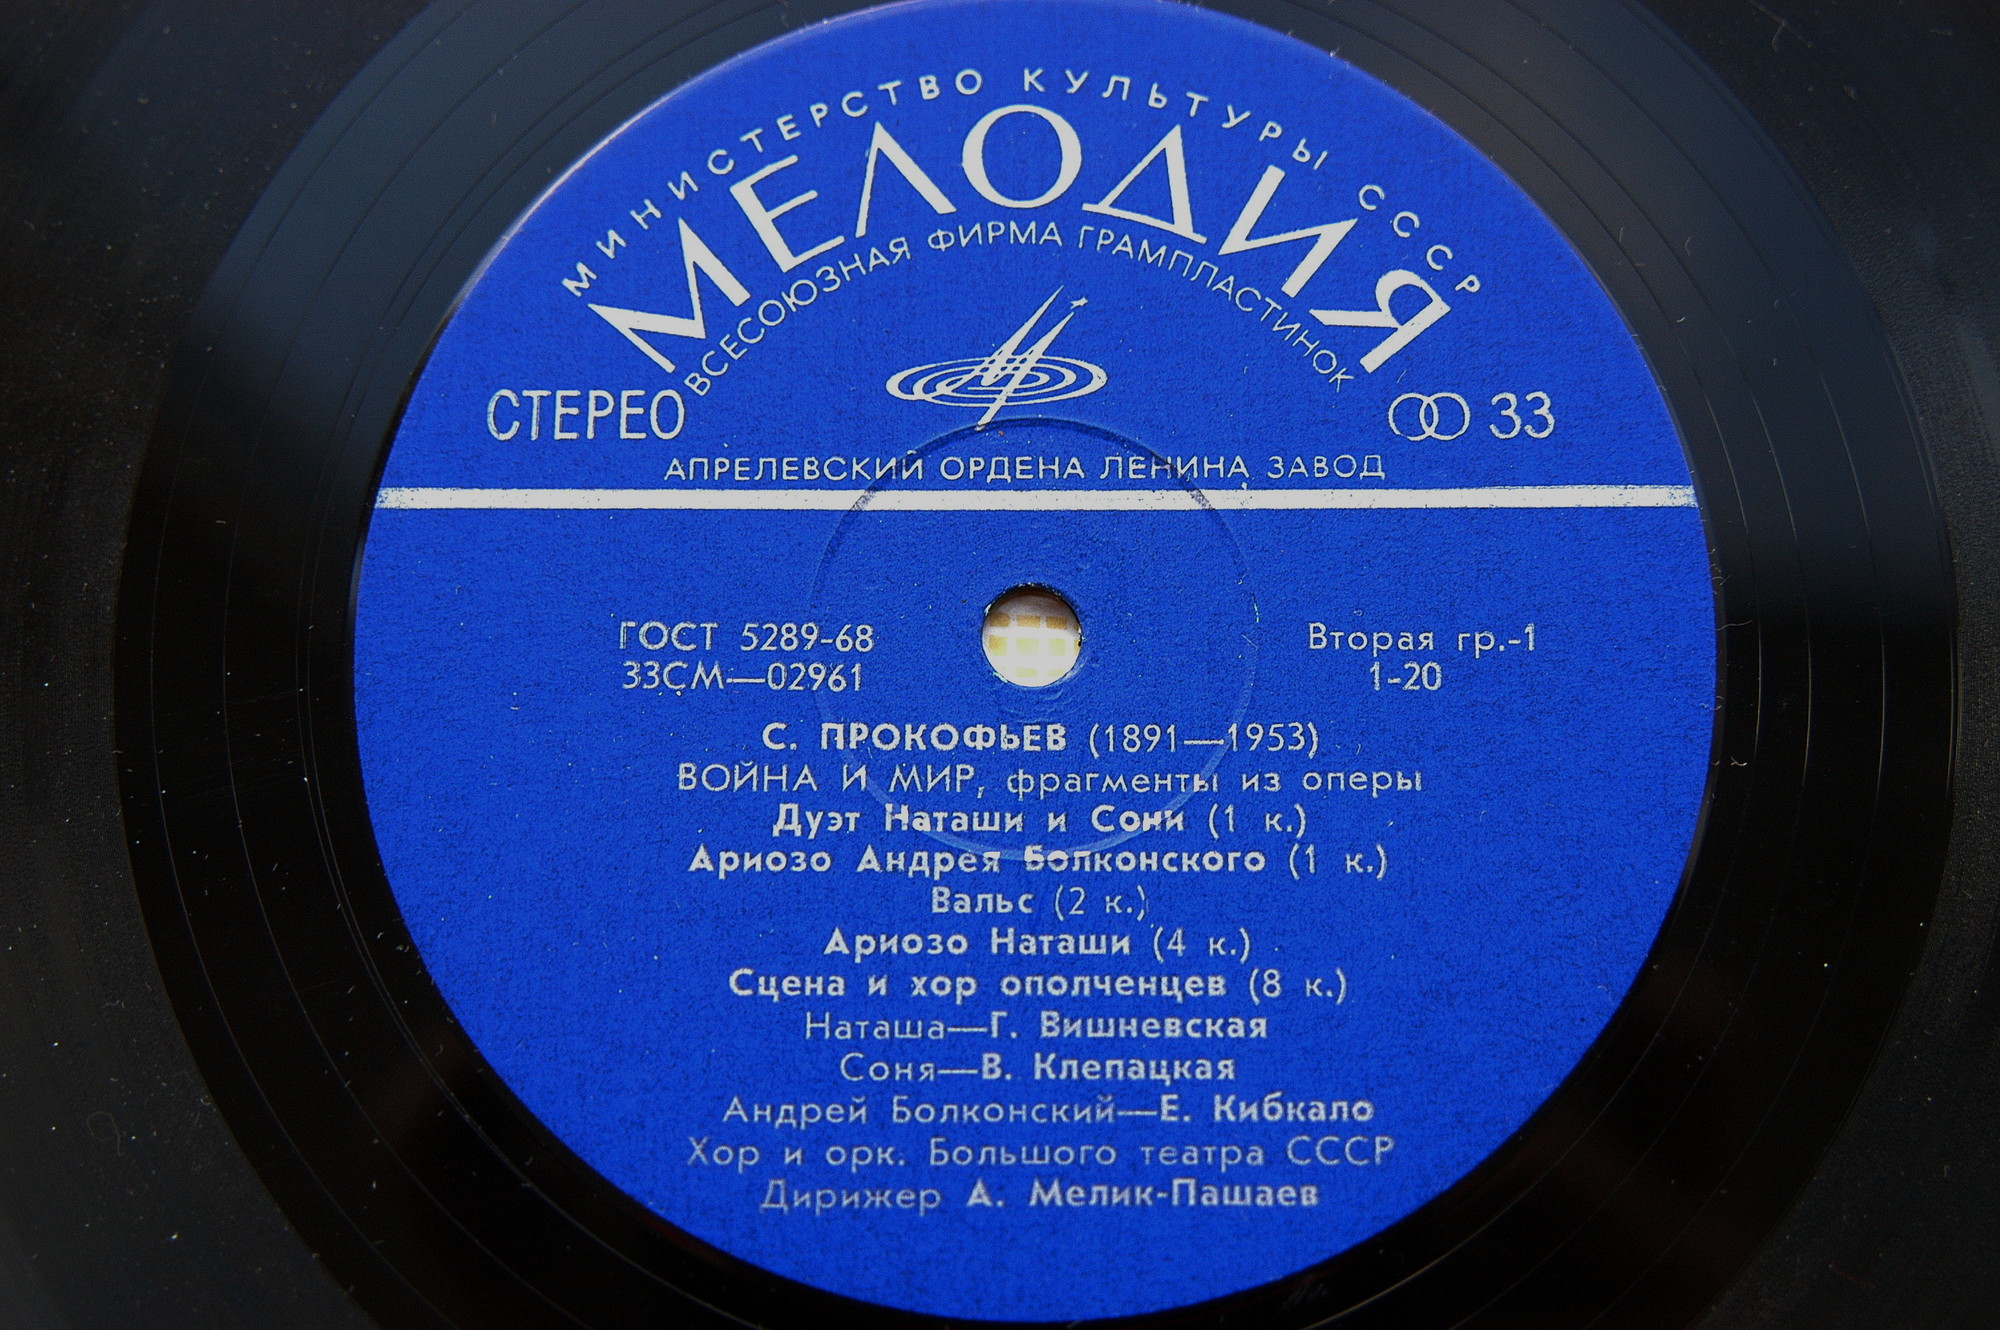 МИНИСТЕРСТВО КУЛЬТУРЫ СССР
МЕЛОДИЯ
ВСЕСОЮЗНАЯ ФИРМА ГРАМПЛАСТИНОК
СТЕРЕО
33
АПРЕЛЕВСКИЙ ОРДЕНА ЛЕНИНА ЗАВОД
ГОСТ 5289-68
33СМ—02961
Вторая гр.-1
1-20
С. ПРОКОФЬЕВ (1891—1953)
ВОЙНА И МИР, фрагменты из оперы
Дуэт Наташи и Сони (1 к.)
Ариозо Андрея Болконского (1 к.)
Вальс (2 к.)
Ариозо Наташи (4 к.)
Сцена и хор ополченцев (8 к.)
Наташа—Г. Вишневская
Соня—В. Клепацкая
Андрей Болконский—Е. Кибкало
Хор и орк. Большого театра СССР
Дирижер А. Мелик-Пашаев